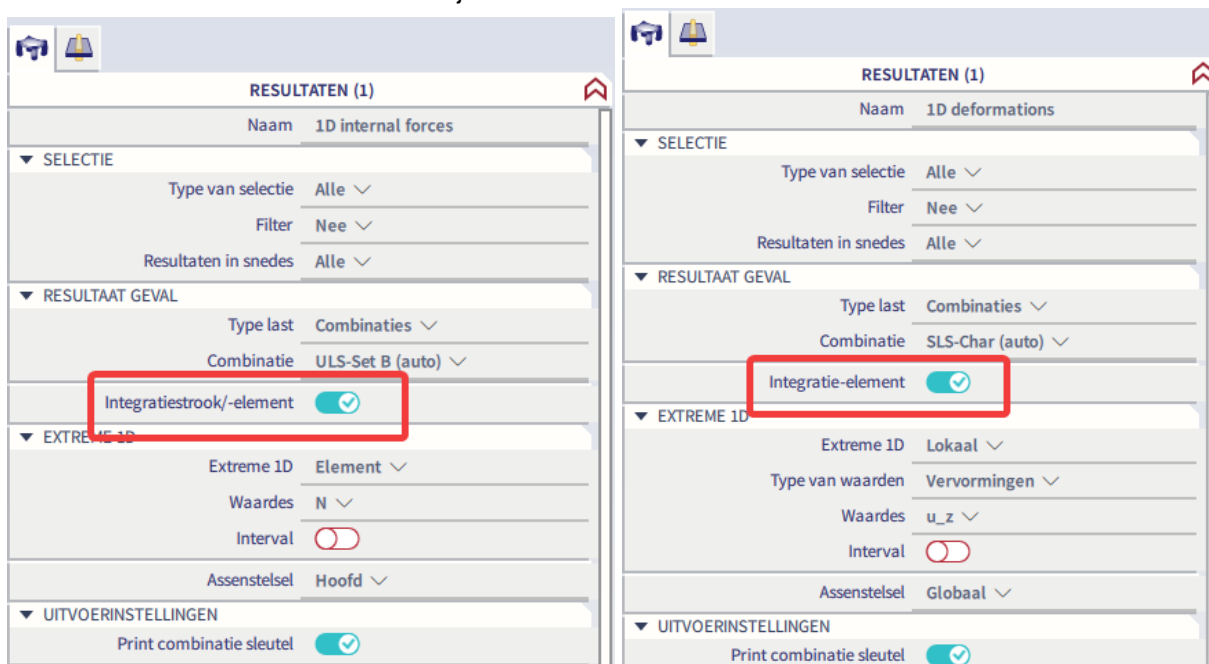 RESULTATEN (1)
Naam 1D internal forces
SELECTIE
Type van selectie Alle
Filter Nee
Resultaten in snedes Alle
RESULTAAT GEVAL
Type last Combinaties
Combinatie ULS-Set B (auto)
Integratiestrook/-element
EXTREME 1D
Extreme 1D Element
Waardes N
Interval
Assenstelsel Hoofd
UITVOERINSTELLINGEN
Print combinatie sleutel
RESULTATEN (1)
Naam 1D deformations
SELECTIE
Type van selectie Alle
Filter Nee
Resultaten in snedes Alle
RESULTAAT GEVAL
Type last Combinaties
Combinatie SLS-Char (auto)
Integratie-element
EXTREME 1D
Extreme 1D Lokaal
Type van waarden Vervormingen
Waardes u_z
Interval
Assenstelsel Globaal
UITVOERINSTELLINGEN
Print combinatie sleutel